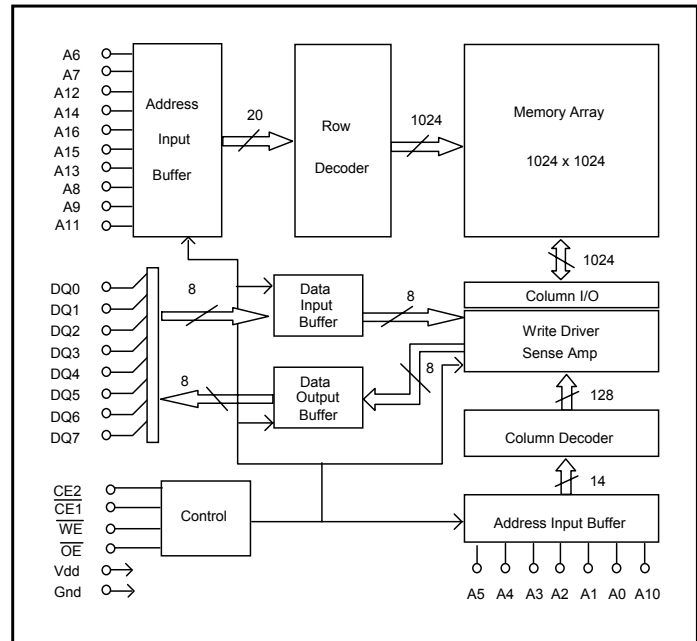 A6
A7
A12
A14
A16
A15
A13
A8
A9
A11
Address
Input
Buffer
20
Row
Decoder
1024
Memory Array
1024 x 1024
1024
DQ0
DQ1
DQ2
DQ3
DQ4
DQ5
DQ6
DQ7
8
Data
Input
Buffer
8
Column I/O
Write Driver
Sense Amp
8
Data
Output
Buffer
8
128
Column Decoder
14
Address Input Buffer
CE2
CE1
WE
OE
Vdd
Gnd
Control
A5 A4 A3 A2 A1 A0 A10